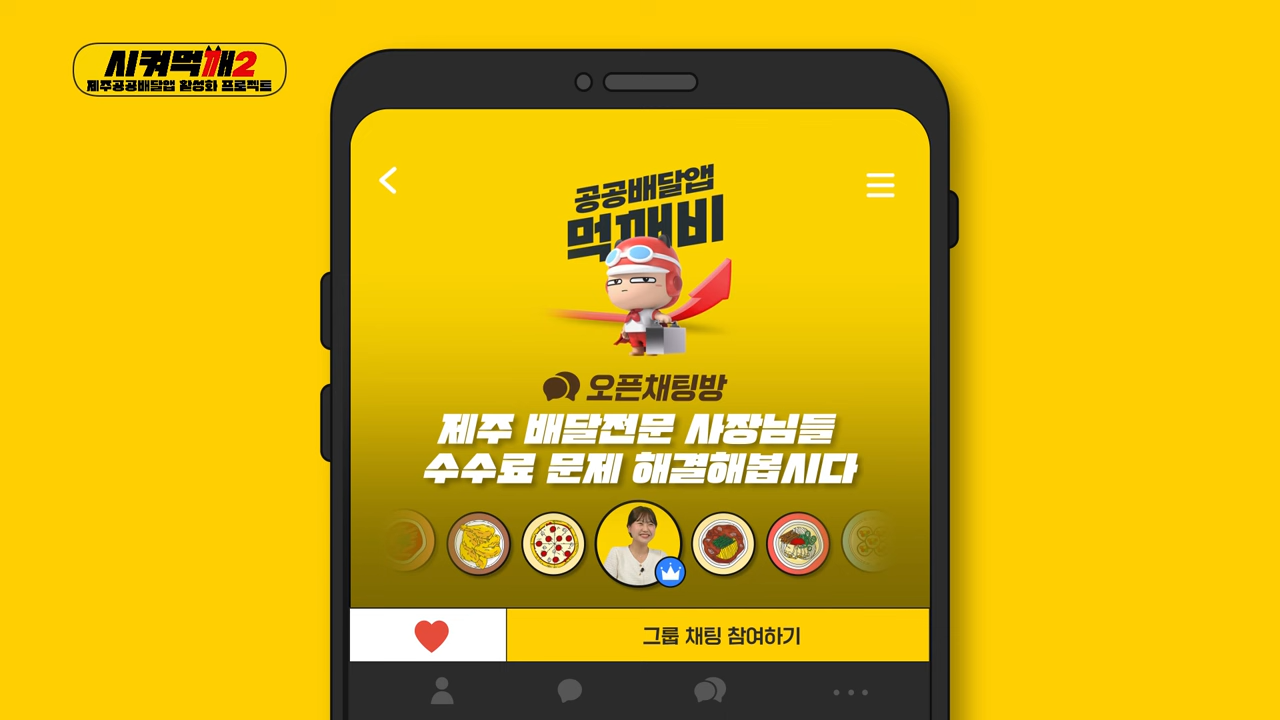 시켜먹깨2
제주공공배달앱 활성화 프로젝트
공공배달앱
먹깨비
오픈채팅방
제주 배달전문 사장님들
수수료 문제 해결해봅시다
그룹 채팅 참여하기